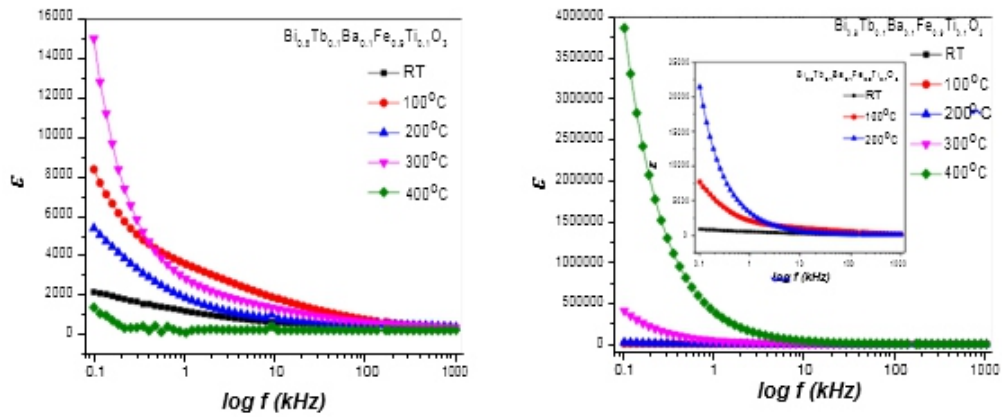 16000
14000
12000
10000
8000
6000
4000
2000
0
ε
Bi0.8Tb0.1Ba0.1Fe0.9Ti0.1O3
RT
100°C
200°C
300°C
400°C
0.1 1 10 100 1000
log f (kHz)
4000000
3500000
3000000
2500000
2000000
1500000
1000000
500000
0
ε
RT
100°C
200°C
300°C
400°C
RT
100°C
200°C
0.1 1 10 100 1000
log f (kHz)
0.1 1 10 100 1000
log f (kHz)